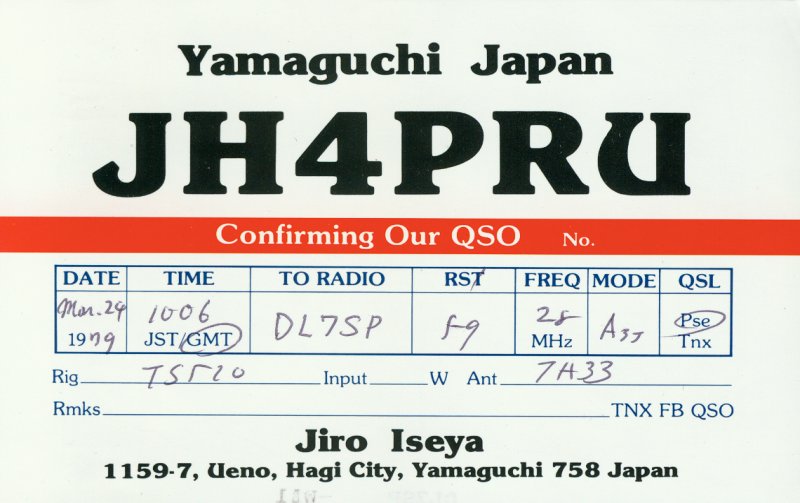 Yamaguchi Japan
JH4PRU
Confirming Our QSO No.
DATE TIME TO RADIO RST FREQ MODE QSL
Mar. 29 1006 DL7SP 59 28 A3J Pse
1979 JST/GMT MHz Tnx
Rig TS520 Input W Ant TH33
Rmks TNX FB QSO
Jiro Iseya
1159-7, Ueno, Hagi City, Yamaguchi 758 Japan